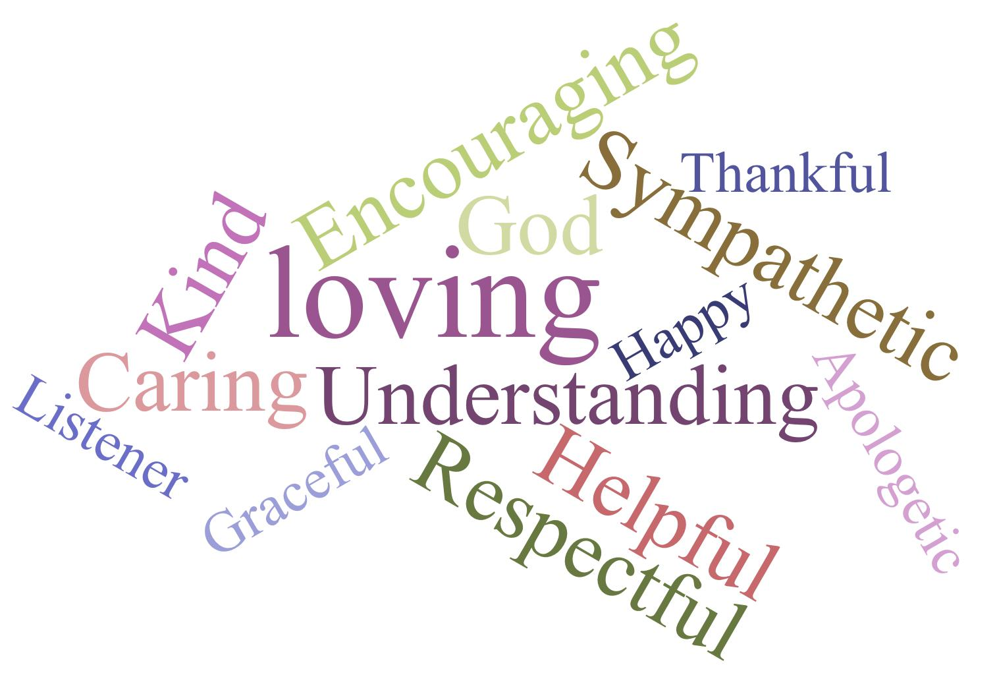 Encouraging
Sympathetic
Thankful
God
Kind
loving
Happy
Caring
Understanding
Apologetic
Listener
Graceful
Helpful
Respectful